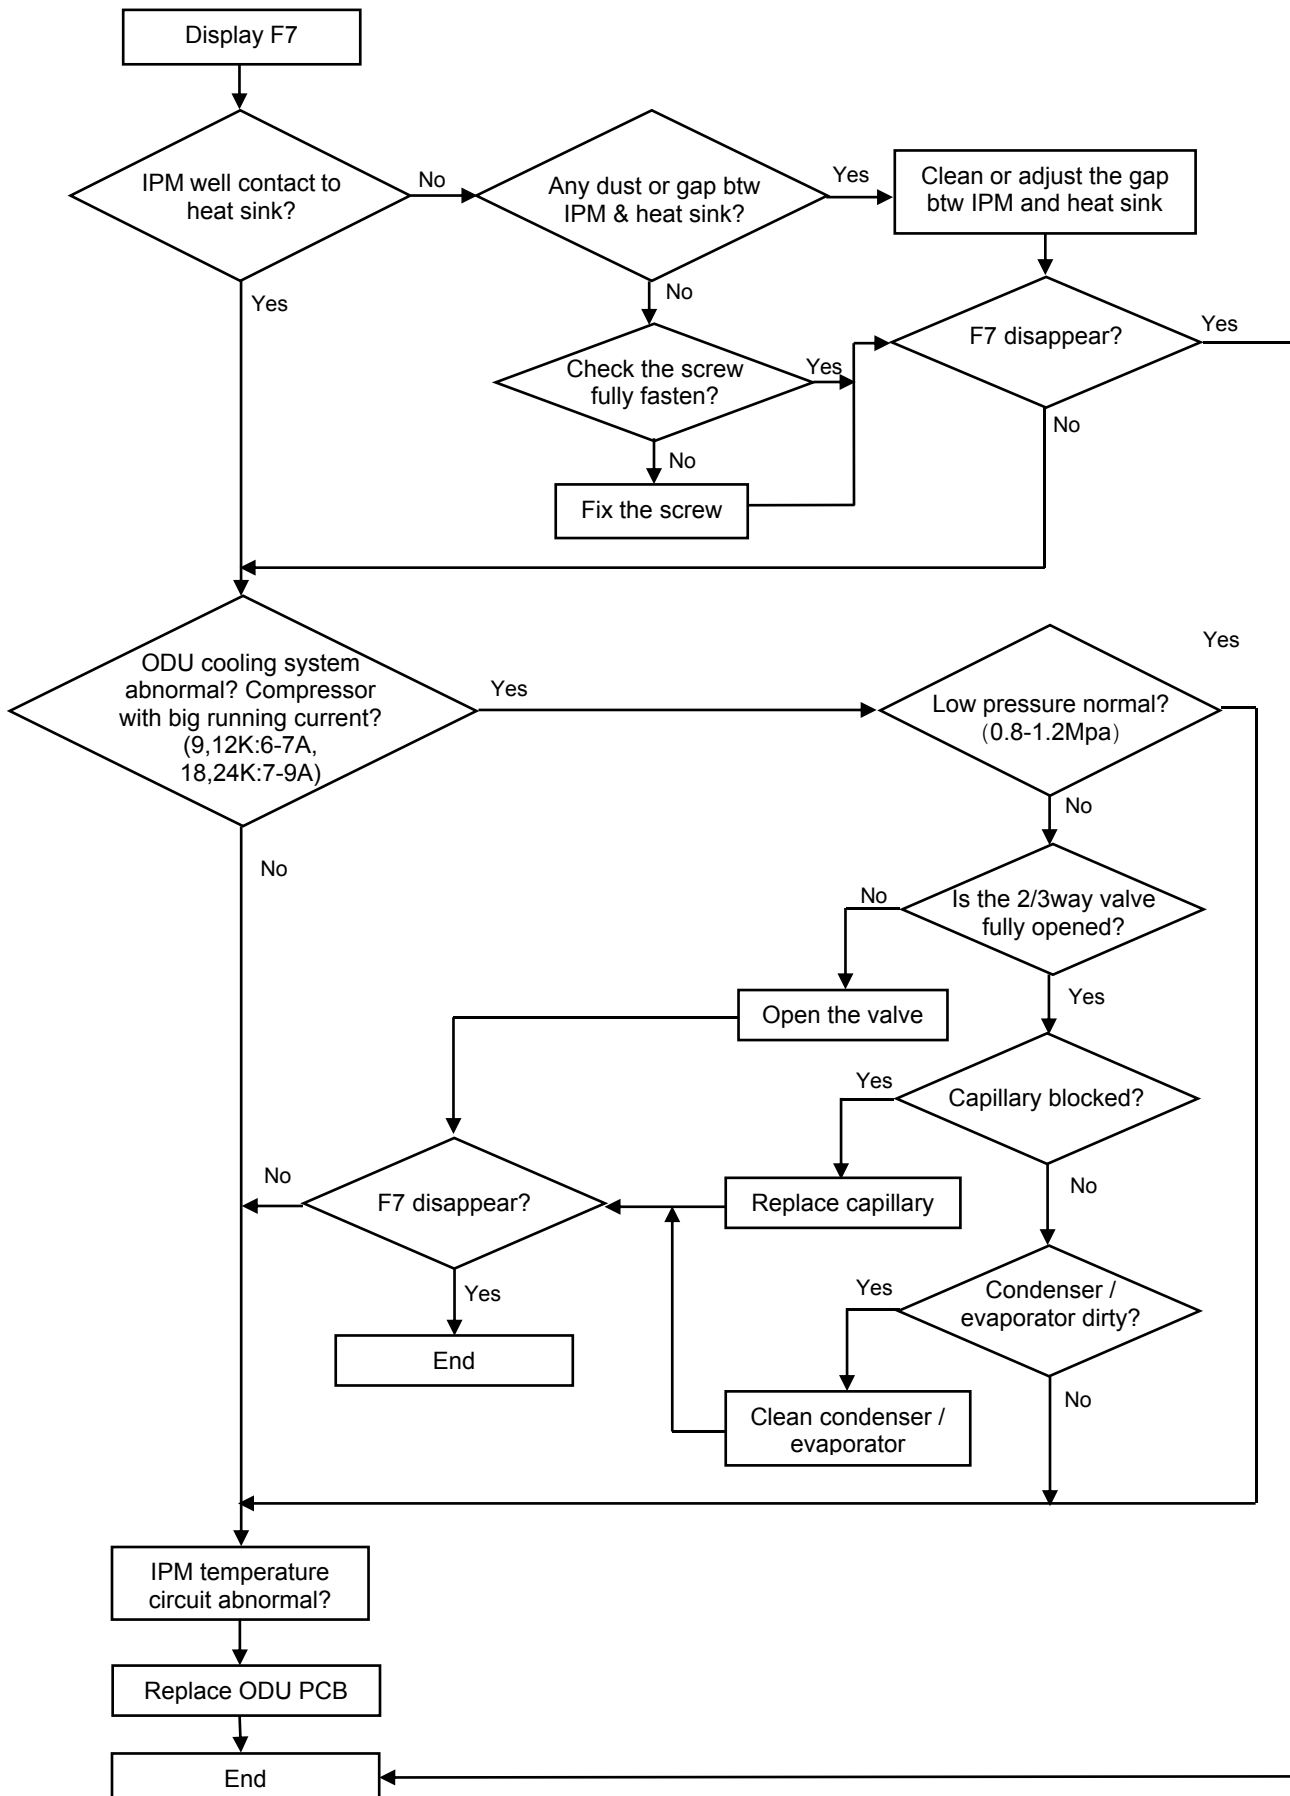 Display F7
IPM well contact to
heat sink?
No
Any dust or gap btw
IPM & heat sink?
Yes
Clean or adjust the gap
btw IPM and heat sink
Yes
No
F7 disappear?
Yes
Check the screw
fully fasten?
Yes
No
No
Fix the screw
ODU cooling system
abnormal? Compressor
with big running current?
(9,12K:6-7A,
18,24K:7-9A)
Yes
Low pressure normal?
(0.8-1.2Mpa)
Yes
No
No
Is the 2/3way valve
fully opened?
No
Yes
Open the valve
Capillary blocked?
Yes
No
Replace capillary
F7 disappear?
No
Yes
End
Condenser /
evaporator dirty?
Yes
No
Clean condenser /
evaporator
IPM temperature
circuit abnormal?
Replace ODU PCB
End